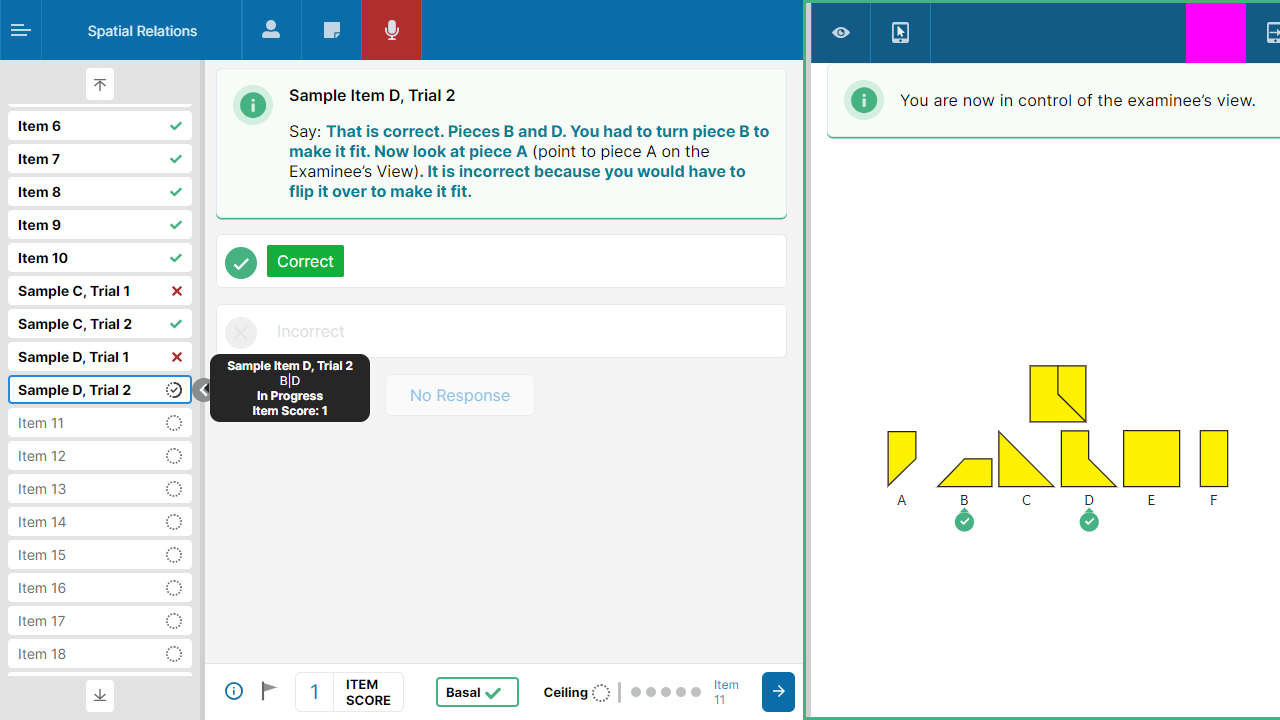 Spatial Relations
Item 6
Item 7
Item 8
Item 9
Item 10
Sample C, Trial 1
Sample C, Trial 2
Sample D, Trial 1
Sample D, Trial 2
Item 11
Item 12
Item 13
Item 14
Item 15
Item 16
Item 17
Item 18
Sample Item D, Trial 2
Say: That is correct. Pieces B and D. You had to turn piece B to
make it fit. Now look at piece A (point to piece A on the
Examinee's View). It is incorrect because you would have to
flip it over to make it fit.
Correct
Incorrect
Sample Item D, Trial 2
B|D
In Progress
Item Score: 1
No Response
1 ITEM
SCORE
Basal
Ceiling
Item
11
You are now in control of the examinee's view.
A B C D E F